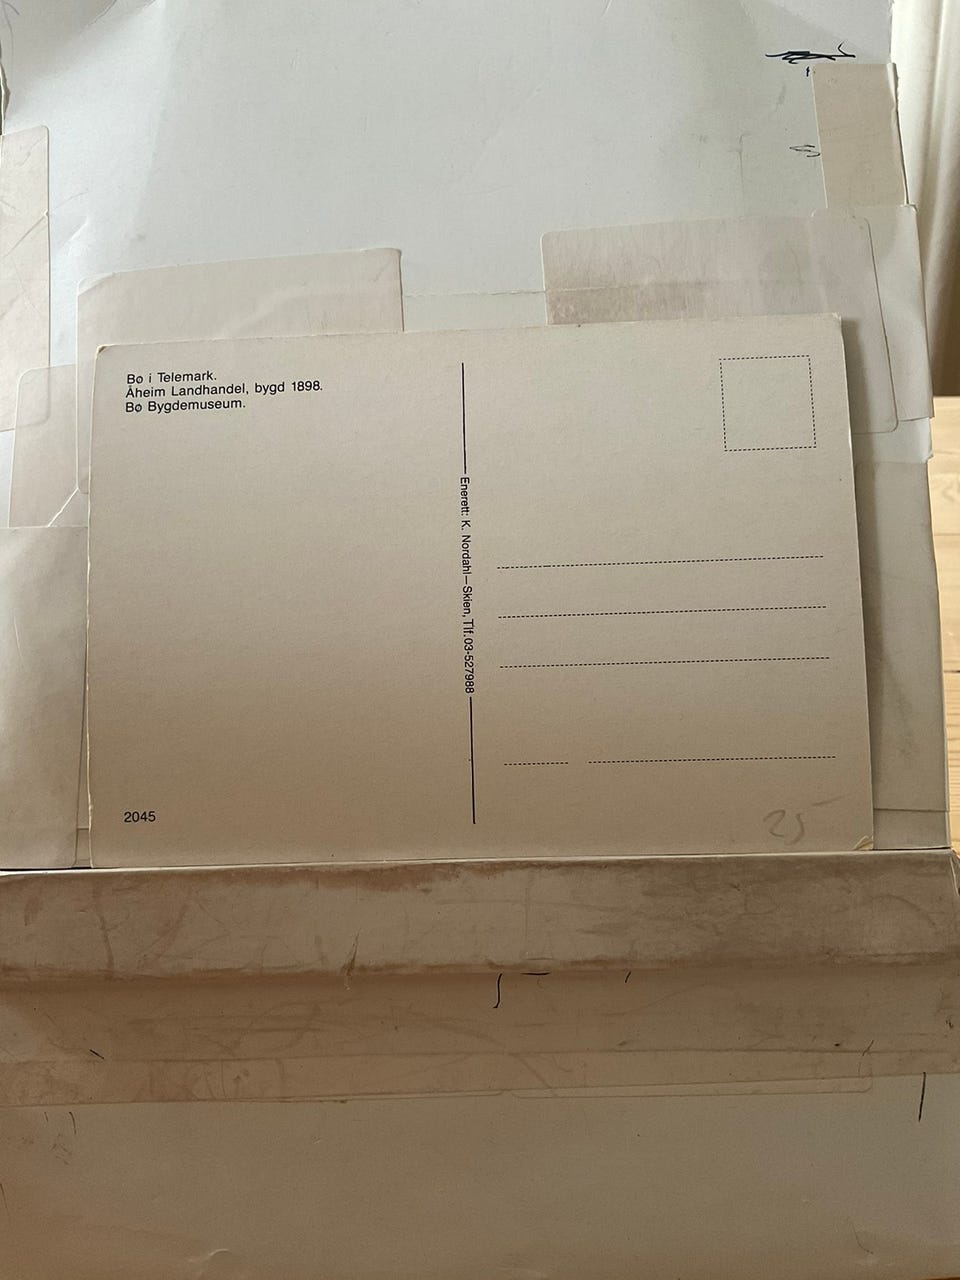 Bø i Telemark.
Åheim Landhandel, bygd 1898.
Bø Bygdemuseum.
Enerett: K. Nordahl–Skien, Tlf. 03-527988
2045
25